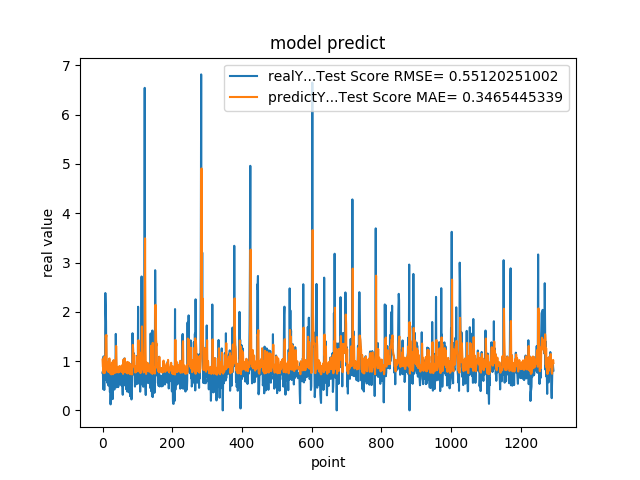 model predict
realY...Test Score RMSE= 0.55120251002
predictY...Test Score MAE= 0.3465445339
7
6
5
4
3
2
1
0
real value
0 200 400 600 800 1000 1200
point